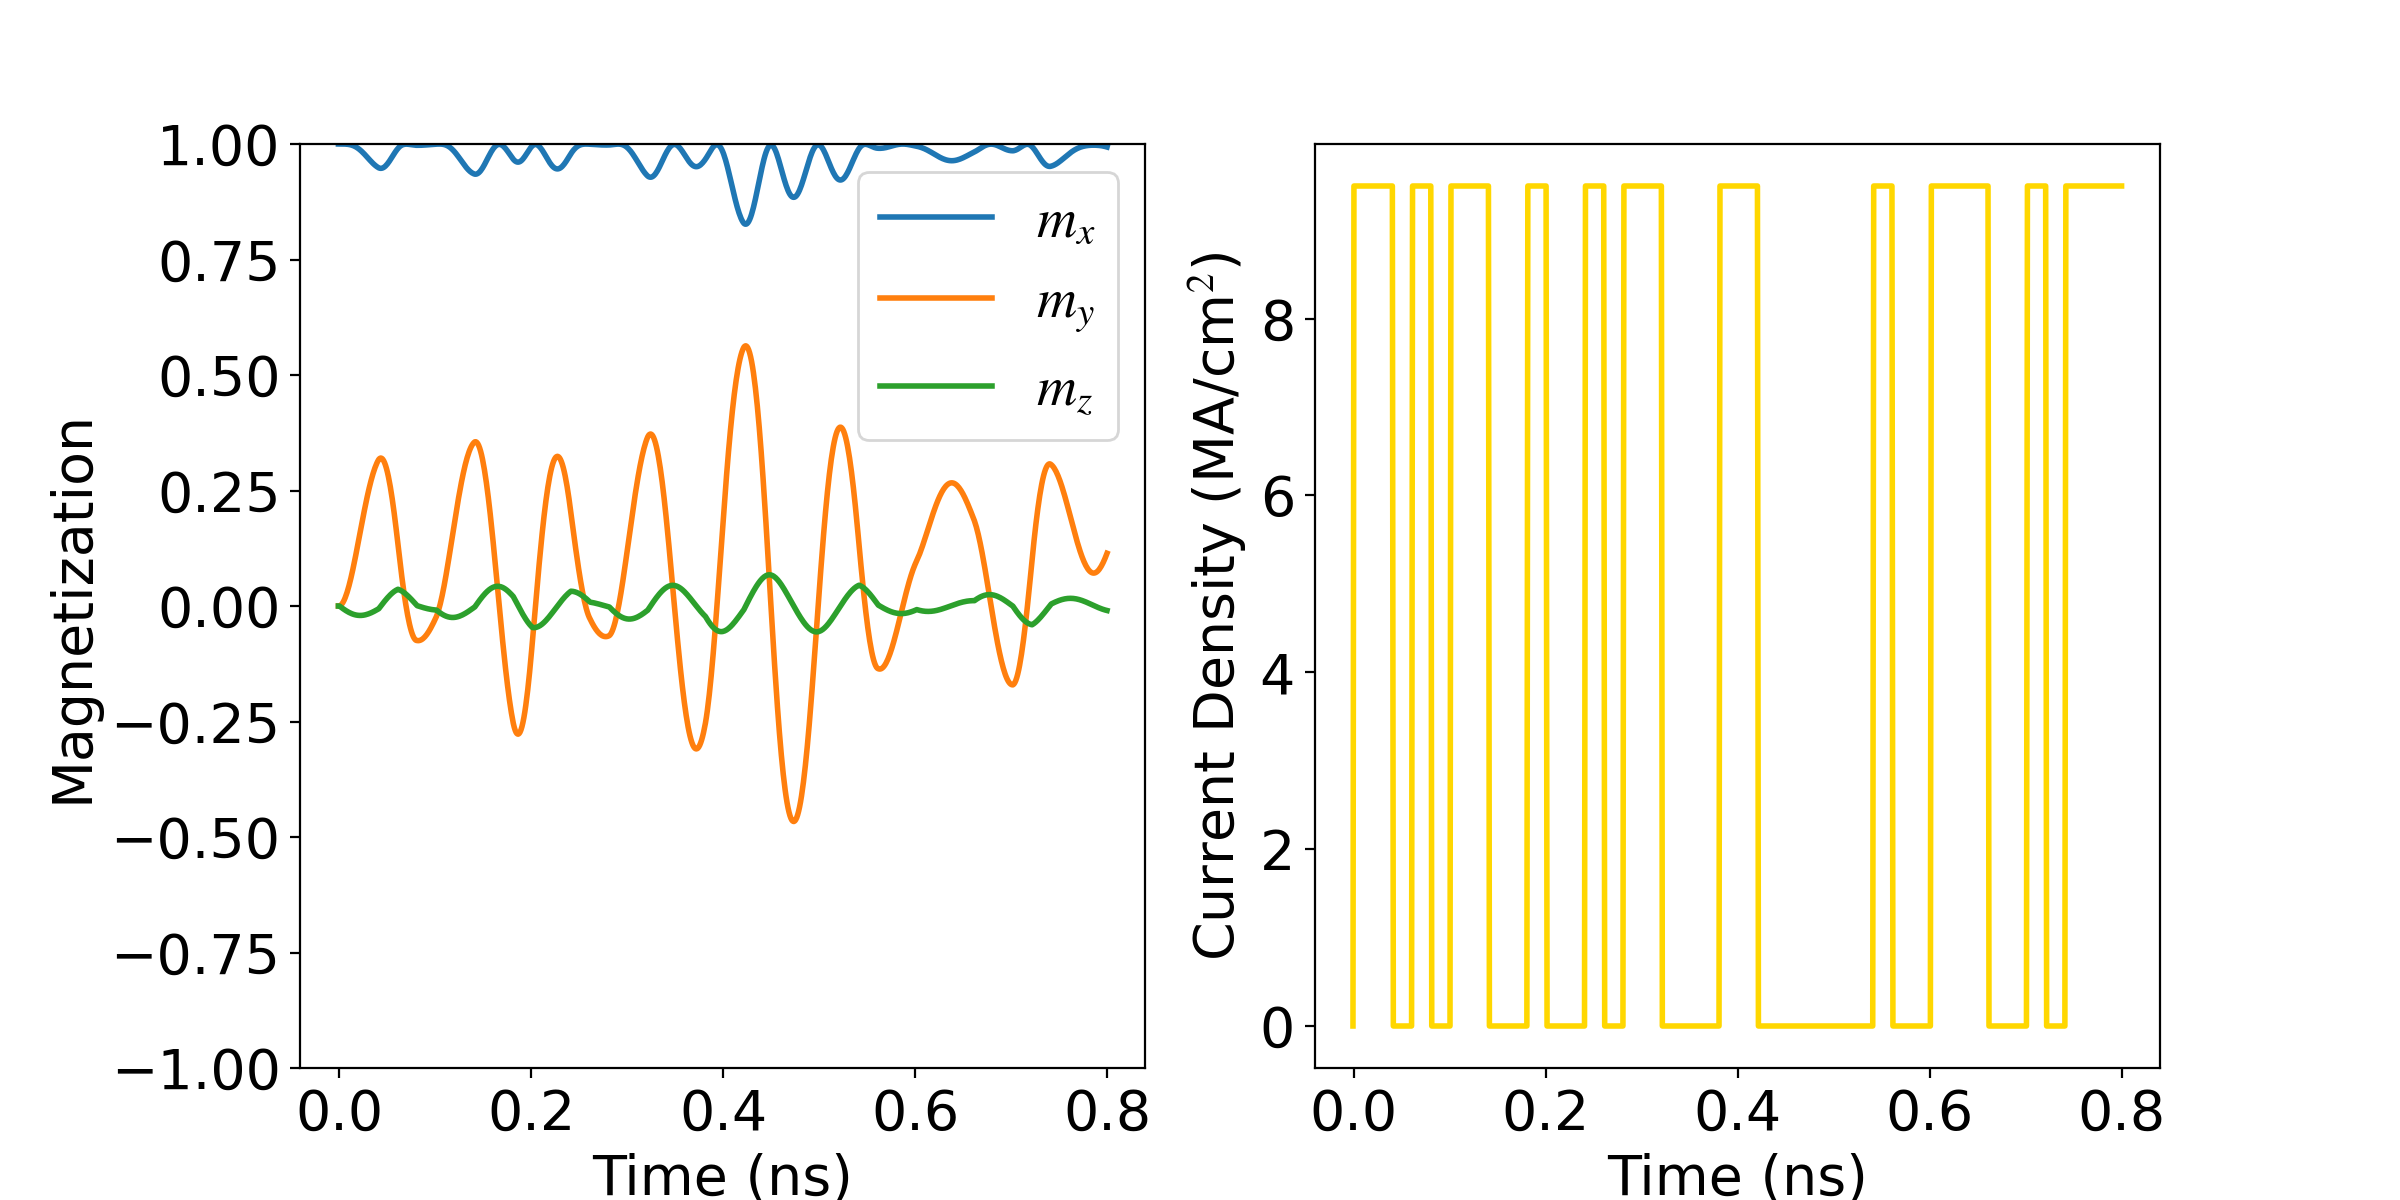 1.00
0.75
0.50
0.25
0.00
−0.25
−0.50
−0.75
−1.00
Magnetization
0.0 0.2 0.4 0.6 0.8
Time (ns)
m_x
m_y
m_z
8
6
4
2
0
Current Density (MA/cm²)
0.0 0.2 0.4 0.6 0.8
Time (ns)